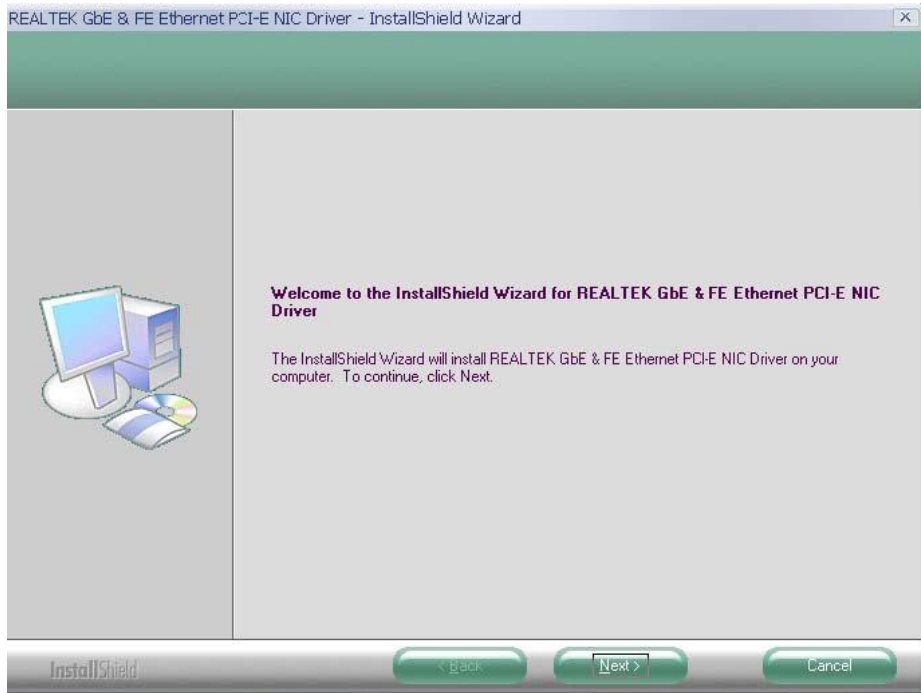 REALTEK GbE & FE Ethernet PCI-E NIC Driver - InstallShield Wizard
Welcome to the InstallShield Wizard for REALTEK GbE & FE Ethernet PCI-E NIC
Driver
The InstallShield Wizard will install REALTEK GbE & FE Ethernet PCI-E NIC Driver on your
computer. To continue, click Next.
InstallShield
< Back
Next >
Cancel